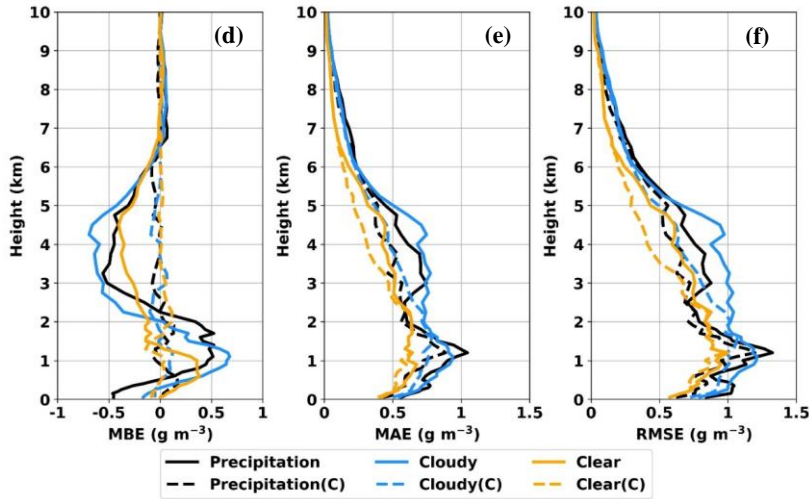 (d)
10
9
8
7
6
5
4
3
2
1
0
Height (km)
-1 -0.5 0 0.5 1
MBE (g m⁻³)
(e)
10
9
8
7
6
5
4
3
2
1
0
Height (km)
0 0.5 1 1.5
MAE (g m⁻³)
(f)
10
9
8
7
6
5
4
3
2
1
0
Height (km)
0 0.5 1 1.5
RMSE (g m⁻³)
Precipitation Cloudy Clear
Precipitation(C) Cloudy(C) Clear(C)